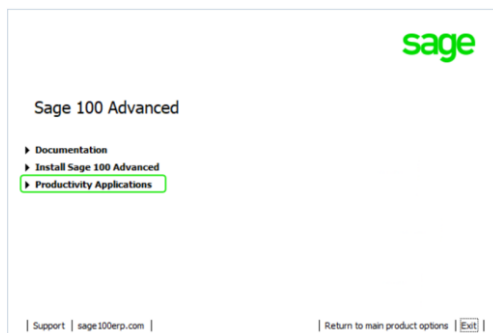 sage
Sage 100 Advanced
Documentation
Install Sage 100 Advanced
Productivity Applications
| Support | sage100erp.com | | Return to main product options | Exit |